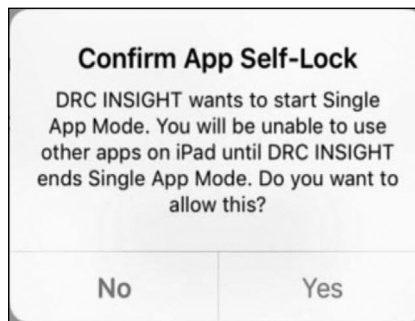 Confirm App Self-Lock
DRC INSIGHT wants to start Single
App Mode. You will be unable to use
other apps on iPad until DRC INSIGHT
ends Single App Mode. Do you want to
allow this?
No
Yes